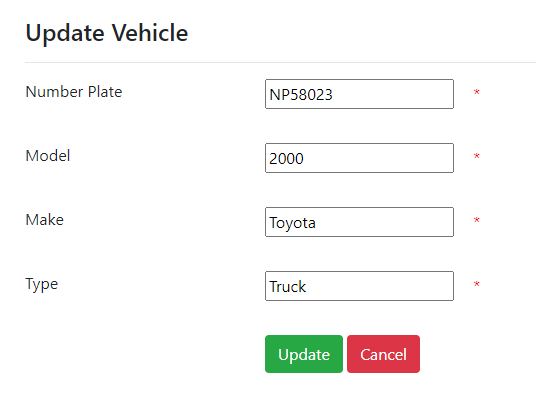 Update Vehicle
Number Plate NP58023 *
Model 2000 *
Make Toyota *
Type Truck *
Update Cancel